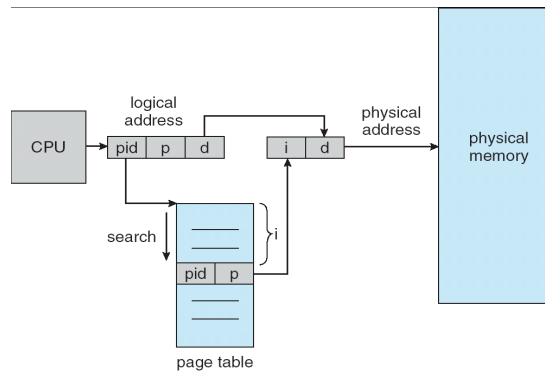 logical
address
physical
address
CPU
pid p d
i d
physical
memory
search
i
pid p
page table